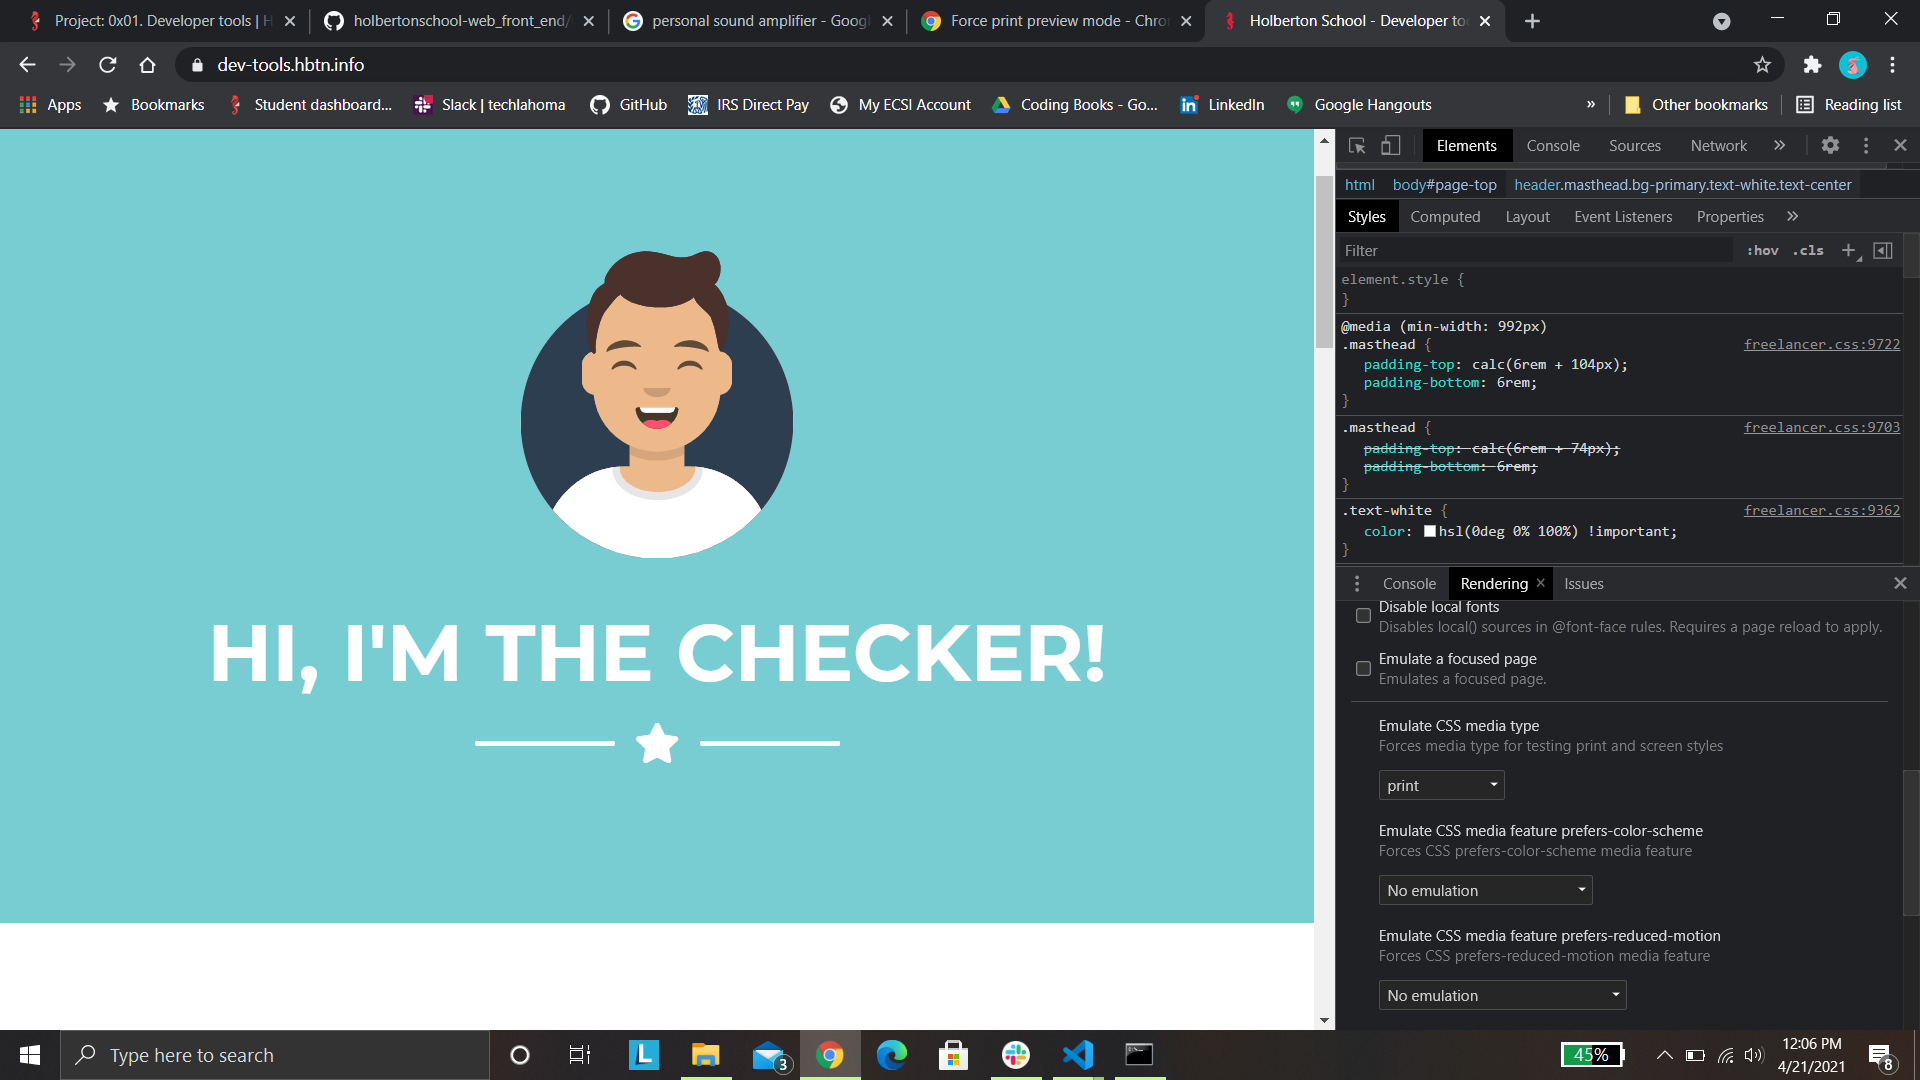 Project: 0x01. Developer tools | H
holbertonschool-web_front_end/
personal sound amplifier - Goog
Force print preview mode - Chro
Holberton School - Developer to
dev-tools.hbtn.info
Apps
Bookmarks
Student dashboard...
Slack | techlahoma
GitHub
IRS Direct Pay
My ECSI Account
Coding Books - Go...
LinkedIn
Google Hangouts
»
Other bookmarks
Reading list
HI, I'M THE CHECKER!
Elements
Console
Sources
Network
»
html
body#page-top
header.masthead.bg-primary.text-white.text-center
Styles
Computed
Layout
Event Listeners
Properties
»
Filter
:hov
.cls
+
element.style {
}
@media (min-width: 992px)
.masthead {
freelancer.css:9722
padding-top: calc(6rem + 104px);
padding-bottom: 6rem;
}
.masthead {
freelancer.css:9703
padding-top: calc(6rem + 74px);
padding-bottom: 6rem;
}
.text-white {
freelancer.css:9362
color: hsl(0deg 0% 100%) !important;
}
Console
Rendering
Issues
Disable local fonts
Disables local() sources in @font-face rules. Requires a page reload to apply.
Emulate a focused page
Emulates a focused page.
Emulate CSS media type
Forces media type for testing print and screen styles
print
Emulate CSS media feature prefers-color-scheme
Forces CSS prefers-color-scheme media feature
No emulation
Emulate CSS media feature prefers-reduced-motion
Forces CSS prefers-reduced-motion media feature
No emulation
Type here to search
L
3
45%
12:06 PM
4/21/2021
8